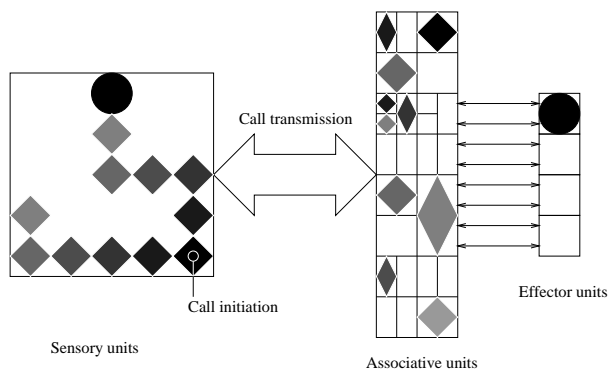 Call transmission
Call initiation
Effector units
Sensory units
Associative units